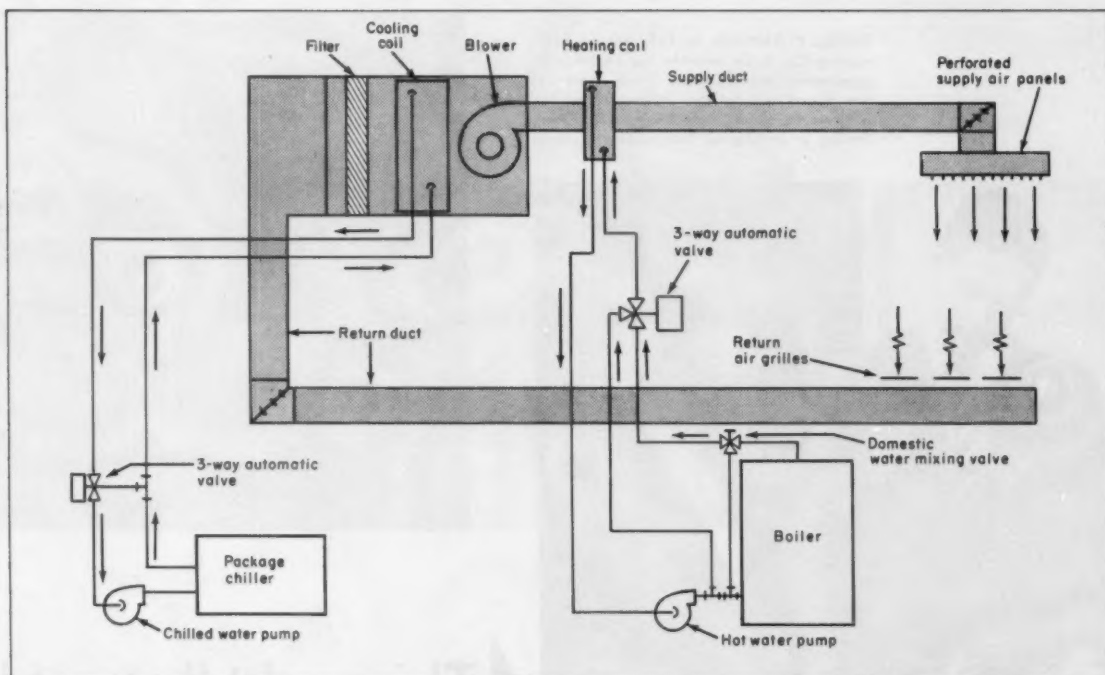 Filter
Cooling
coil
Blower
Heating coil
Supply duct
Perforated
supply air panels
3-way automatic
valve
Return duct
Return
air grilles
3-way automatic
valve
Domestic
water mixing valve
Package
chiller
Boiler
Chilled water pump
Hot water pump